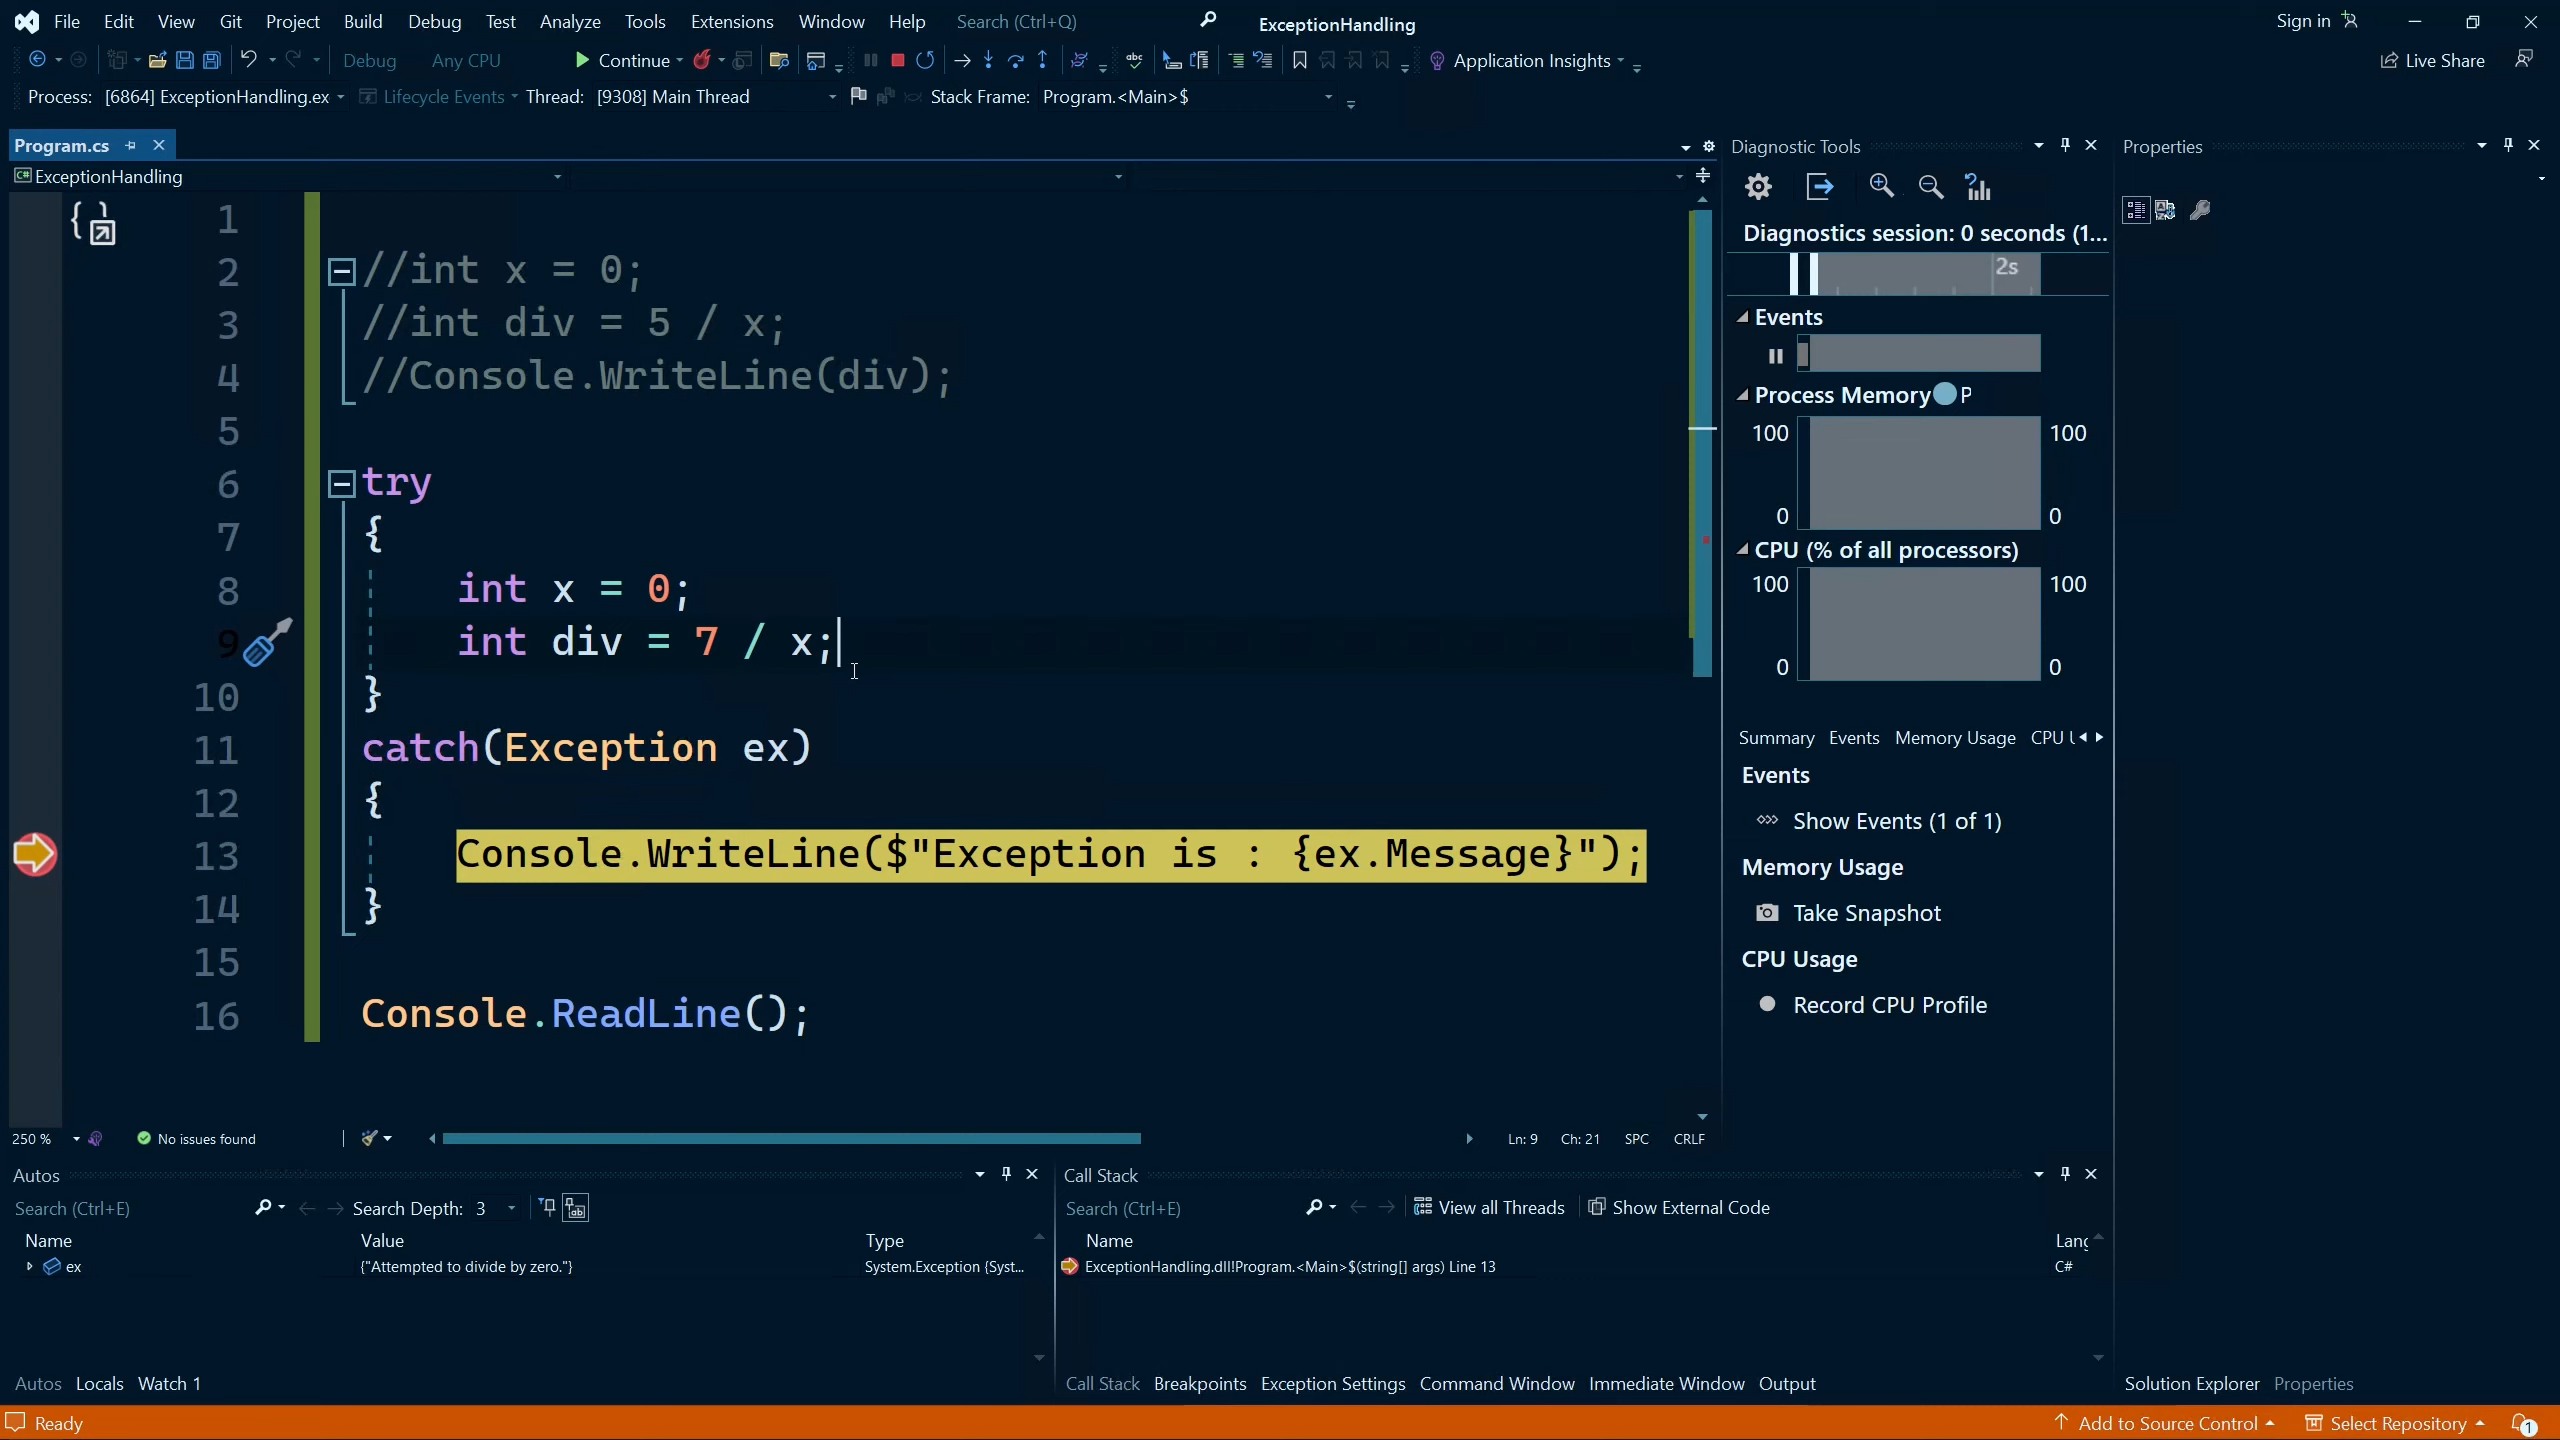 File Edit View Git Project Build Debug Test Analyze Tools Extensions Window Help Search (Ctrl+Q) ExceptionHandling Sign in
Debug Any CPU Continue Application Insights Live Share
Process: [6864] ExceptionHandling.ex Lifecycle Events Thread: [9308] Main Thread Stack Frame: Program.<Main>$
Program.cs
ExceptionHandling
1
2 //int x = 0;
3 //int div = 5 / x;
4 //Console.WriteLine(div);
5
6 try
7 {
8 int x = 0;
9 int div = 7 / x;
10 }
11 catch(Exception ex)
12 {
13 Console.WriteLine($"Exception is : {ex.Message}");
14 }
15
16 Console.ReadLine();
250 % No issues found Ln: 9 Ch: 21 SPC CRLF
Diagnostic Tools
Diagnostics session: 0 seconds (1...
2s
Events
Process Memory P
100 100
0 0
CPU (% of all processors)
100 100
0 0
Summary Events Memory Usage CPU
Events
Show Events (1 of 1)
Memory Usage
Take Snapshot
CPU Usage
Record CPU Profile
Properties
Autos
Search (Ctrl+E) Search Depth: 3
Name Value Type
ex {"Attempted to divide by zero."} System.Exception {Syst...
Autos Locals Watch 1
Call Stack
Search (Ctrl+E) View all Threads Show External Code
Name Lang
ExceptionHandling.dll!Program.<Main>$(string[] args) Line 13 C#
Call Stack Breakpoints Exception Settings Command Window Immediate Window Output
Solution Explorer Properties
Ready Add to Source Control Select Repository 1